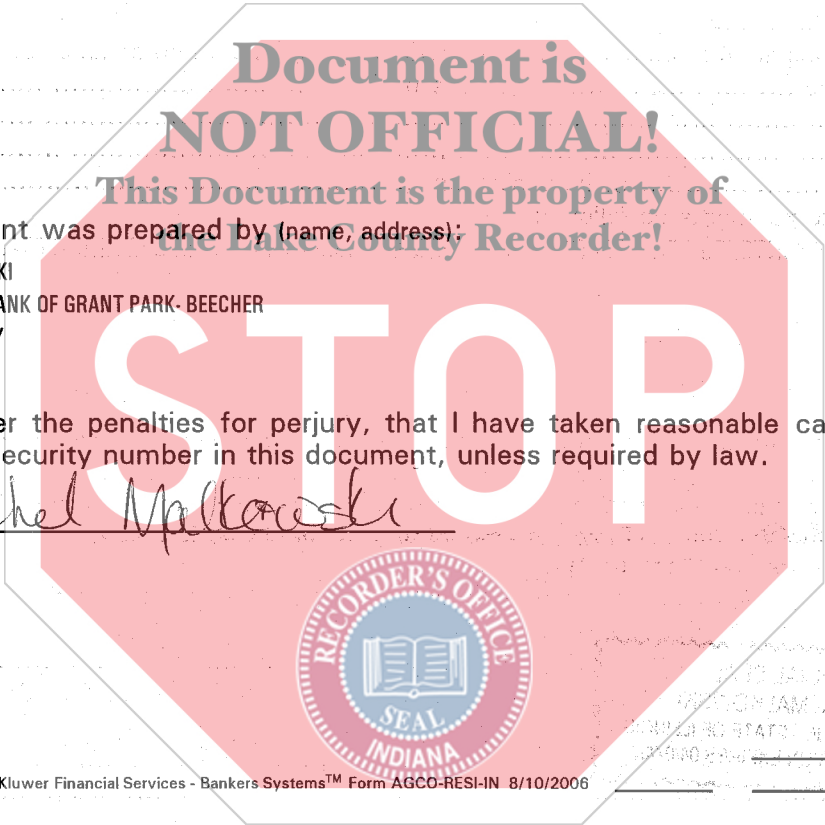 Document is
NOT OFFICIAL!
This Document is the property of
the Lake County Recorder!
nt was prepared by (name, address):
KI
ANK OF GRANT PARK- BEECHER
STOP
er the penalties for perjury, that I have taken reasonable ca
ecurity number in this document, unless required by law.
hel Malkowski
RECORDER'S OFFICE
SEAL
INDIANA
Kluwer Financial Services - Bankers Systems™ Form AGCO-RESI-IN 8/10/2006